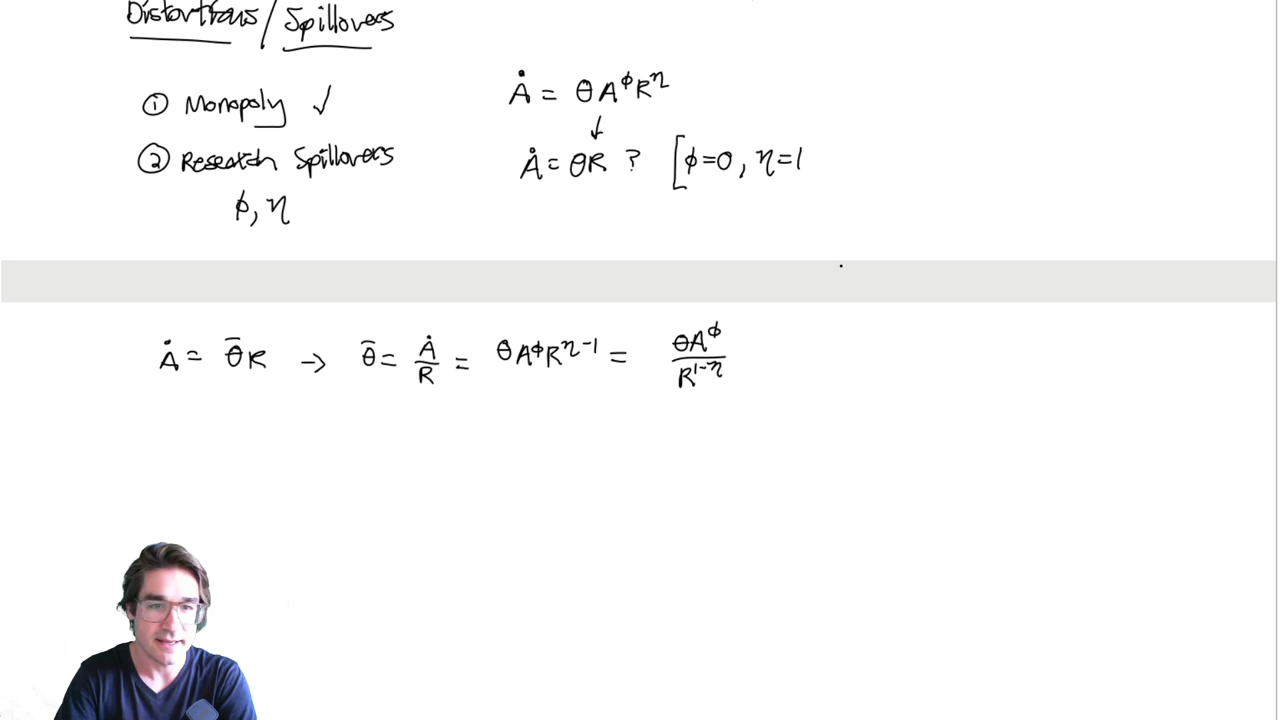 Distortions/Spillovers
① Monopoly ✓
② Research Spillovers
ϕ, η
Ȧ = θA^ϕR^η
↓
Ȧ = θR ? [ϕ=0, η=1
Ȧ = θ̄R → θ̄ = Ȧ/R = θA^ϕR^(η-1) = θA^ϕ/R^(1-η)